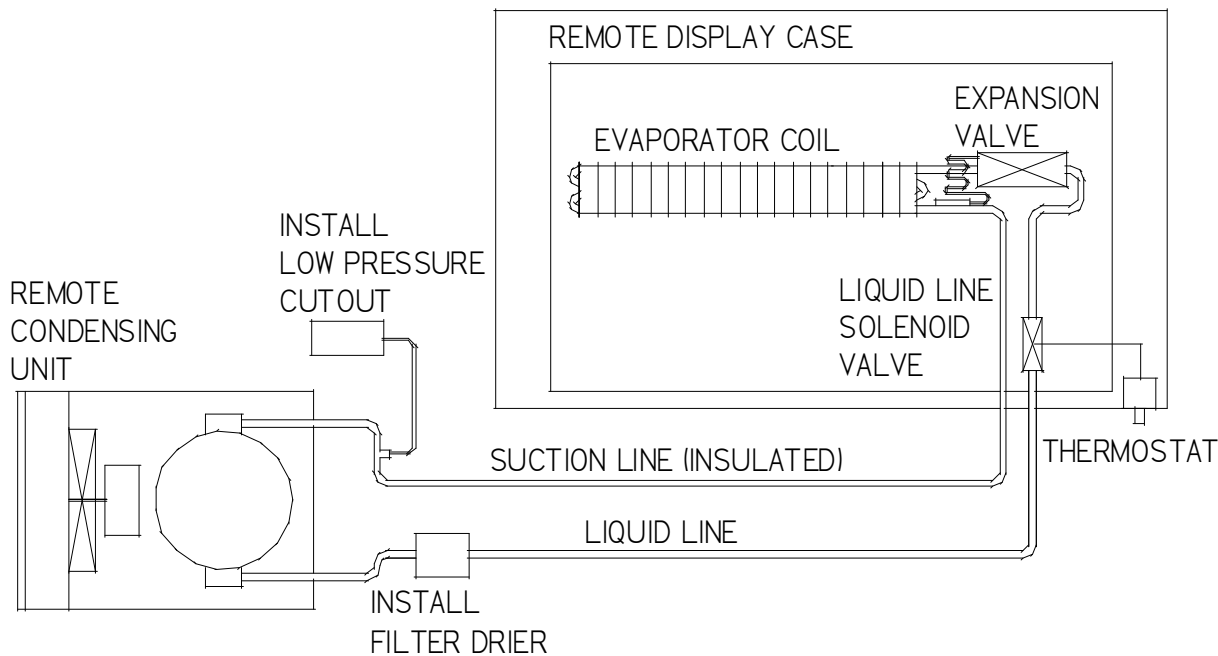 REMOTE DISPLAY CASE
EXPANSION
VALVE
EVAPORATOR COIL
INSTALL
LOW PRESSURE
CUTOUT
REMOTE
CONDENSING
UNIT
LIQUID LINE
SOLENOID
VALVE
THERMOSTAT
SUCTION LINE (INSULATED)
LIQUID LINE
INSTALL
FILTER DRIER